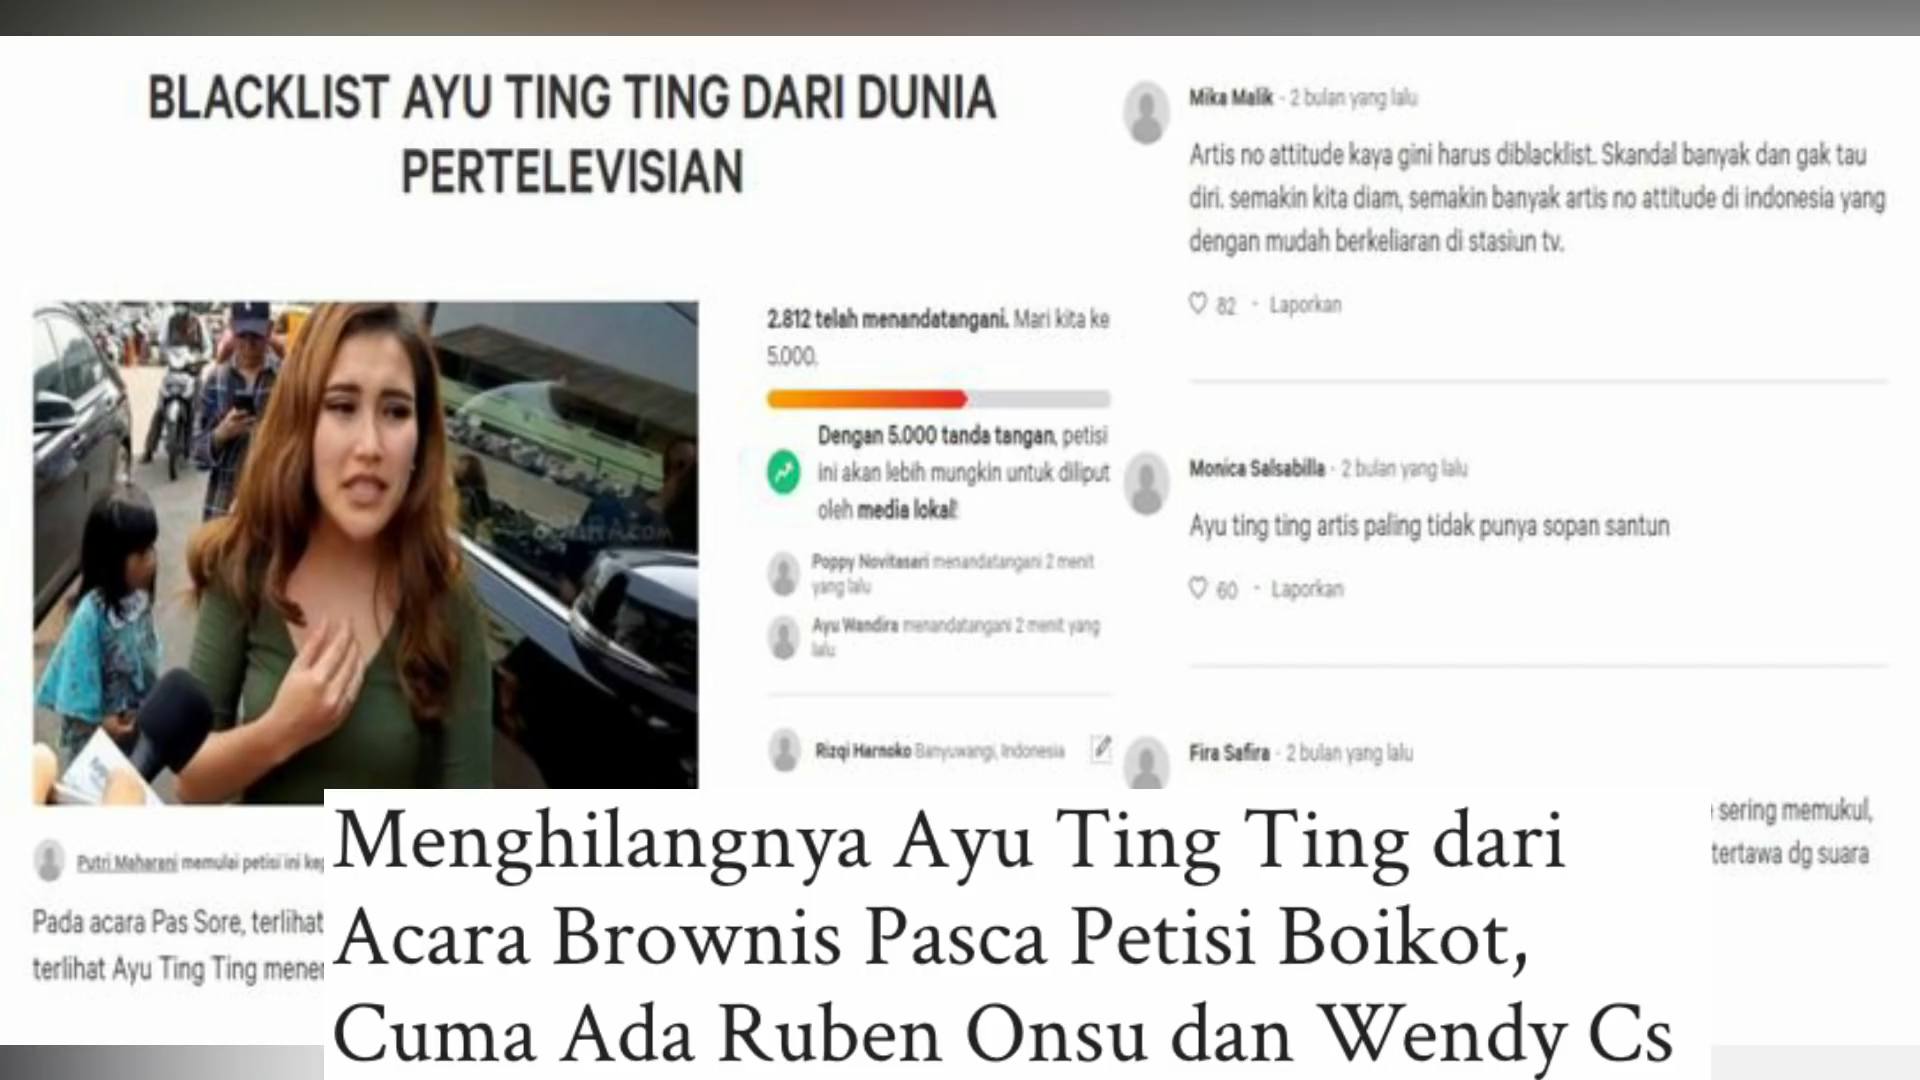 BLACKLIST AYU TING TING DARI DUNIA
PERTELEVISIAN
2.812 telah menandatangani. Mari kita ke
5.000.
Dengan 5.000 tanda tangan, petisi
ini akan lebih mungkin untuk diliput
oleh media lokal!
Poppy Novitasari menandatangani 2 menit
yang lalu
Ayu Wandira menandatangani 2 menit yang
lalu
Rizqi Harnoko Banyuwangi, Indonesia
Putri Maharani memulai petisi ini
Pada acara Pas Sore, terlihat
terlihat Ayu Ting Ting
Mika Malik - 2 bulan yang lalu
Artis no attitude kaya gini harus diblacklist. Skandal banyak dan gak tau
diri. semakin kita diam, semakin banyak artis no attitude di indonesia yang
dengan mudah berkeliaran di stasiun tv.
82 · Laporkan
Monica Salsabilla · 2 bulan yang lalu
Ayu ting ting artis paling tidak punya sopan santun
60 · Laporkan
Fira Safira · 2 bulan yang lalu
sering memukul,
tertawa dg suara
Menghilangnya Ayu Ting Ting dari
Acara Brownis Pasca Petisi Boikot,
Cuma Ada Ruben Onsu dan Wendy Cs